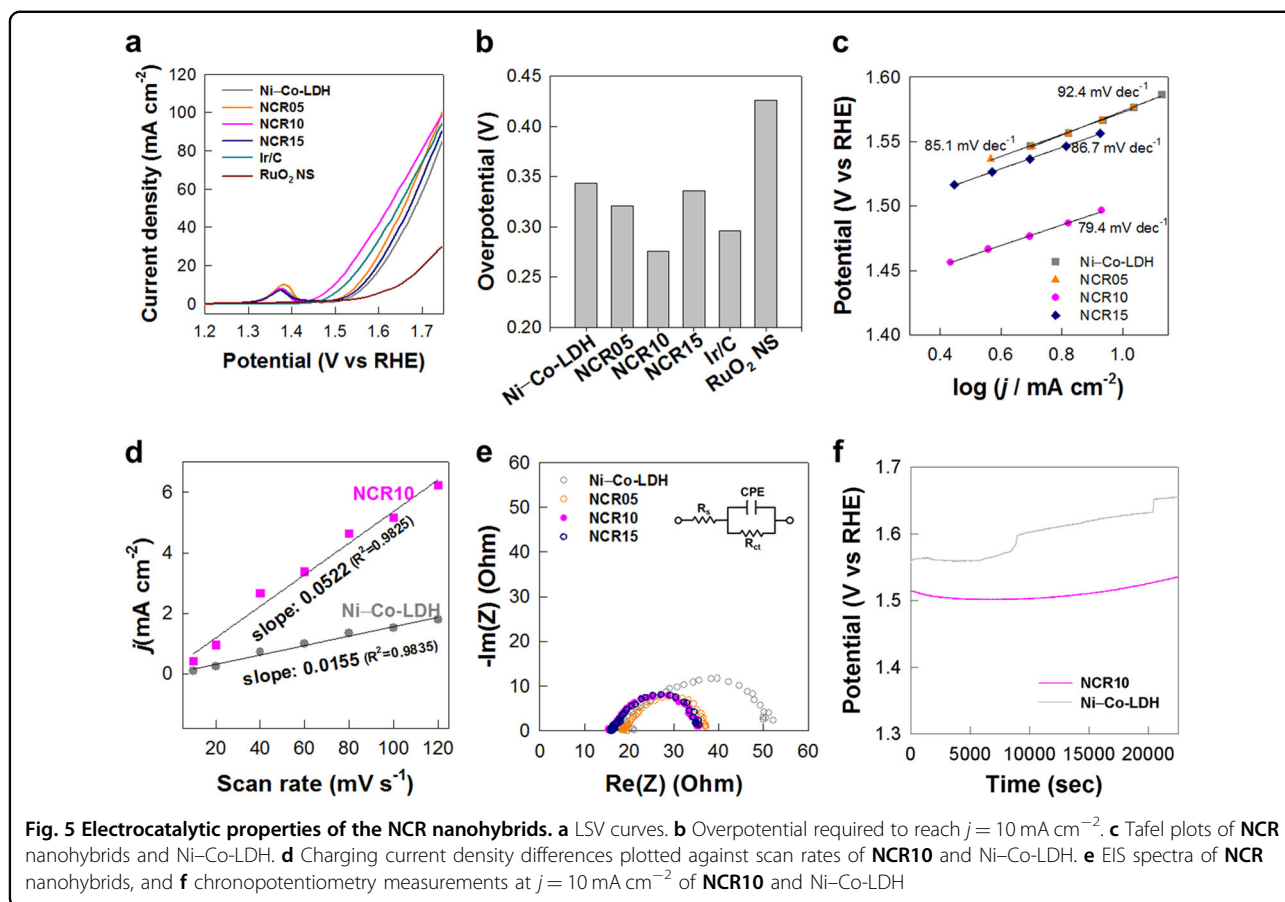 a
Current density (mA cm⁻²)
120
100
80
60
40
20
0
Ni–Co-LDH
NCR05
NCR10
NCR15
Ir/C
RuO₂ NS
1.2 1.3 1.4 1.5 1.6 1.7
Potential (V vs RHE)
b
Overpotential (V)
0.45
0.40
0.35
0.30
0.25
0.20
Ni–Co-LDH
NCR05
NCR10
NCR15
Ir/C
RuO₂ NS
c
Potential (V vs RHE)
1.60
1.55
1.50
1.45
1.40
92.4 mV dec⁻¹
85.1 mV dec⁻¹
86.7 mV dec⁻¹
79.4 mV dec⁻¹
Ni–Co-LDH
NCR05
NCR10
NCR15
0.4 0.6 0.8 1.0
log (j / mA cm⁻²)
d
j(mA cm⁻²)
6
4
2
0
NCR10
slope: 0.0522 (R²=0.9825)
Ni–Co-LDH
slope: 0.0155 (R²=0.9835)
20 40 60 80 100 120
Scan rate (mV s⁻¹)
e
-Im(Z) (Ohm)
60
50
40
30
20
10
0
Ni–Co-LDH
NCR05
NCR10
NCR15
Rₛ
CPE
R_ct
0 10 20 30 40 50 60
Re(Z) (Ohm)
f
Potential (V vs RHE)
1.7
1.6
1.5
1.4
1.3
NCR10
Ni–Co-LDH
0 5000 10000 15000 20000
Time (sec)
Fig. 5 Electrocatalytic properties of the NCR nanohybrids. a LSV curves. b Overpotential required to reach j = 10 mA cm⁻². c Tafel plots of NCR
nanohybrids and Ni–Co-LDH. d Charging current density differences plotted against scan rates of NCR10 and Ni–Co-LDH. e EIS spectra of NCR
nanohybrids, and f chronopotentiometry measurements at j = 10 mA cm⁻² of NCR10 and Ni–Co-LDH